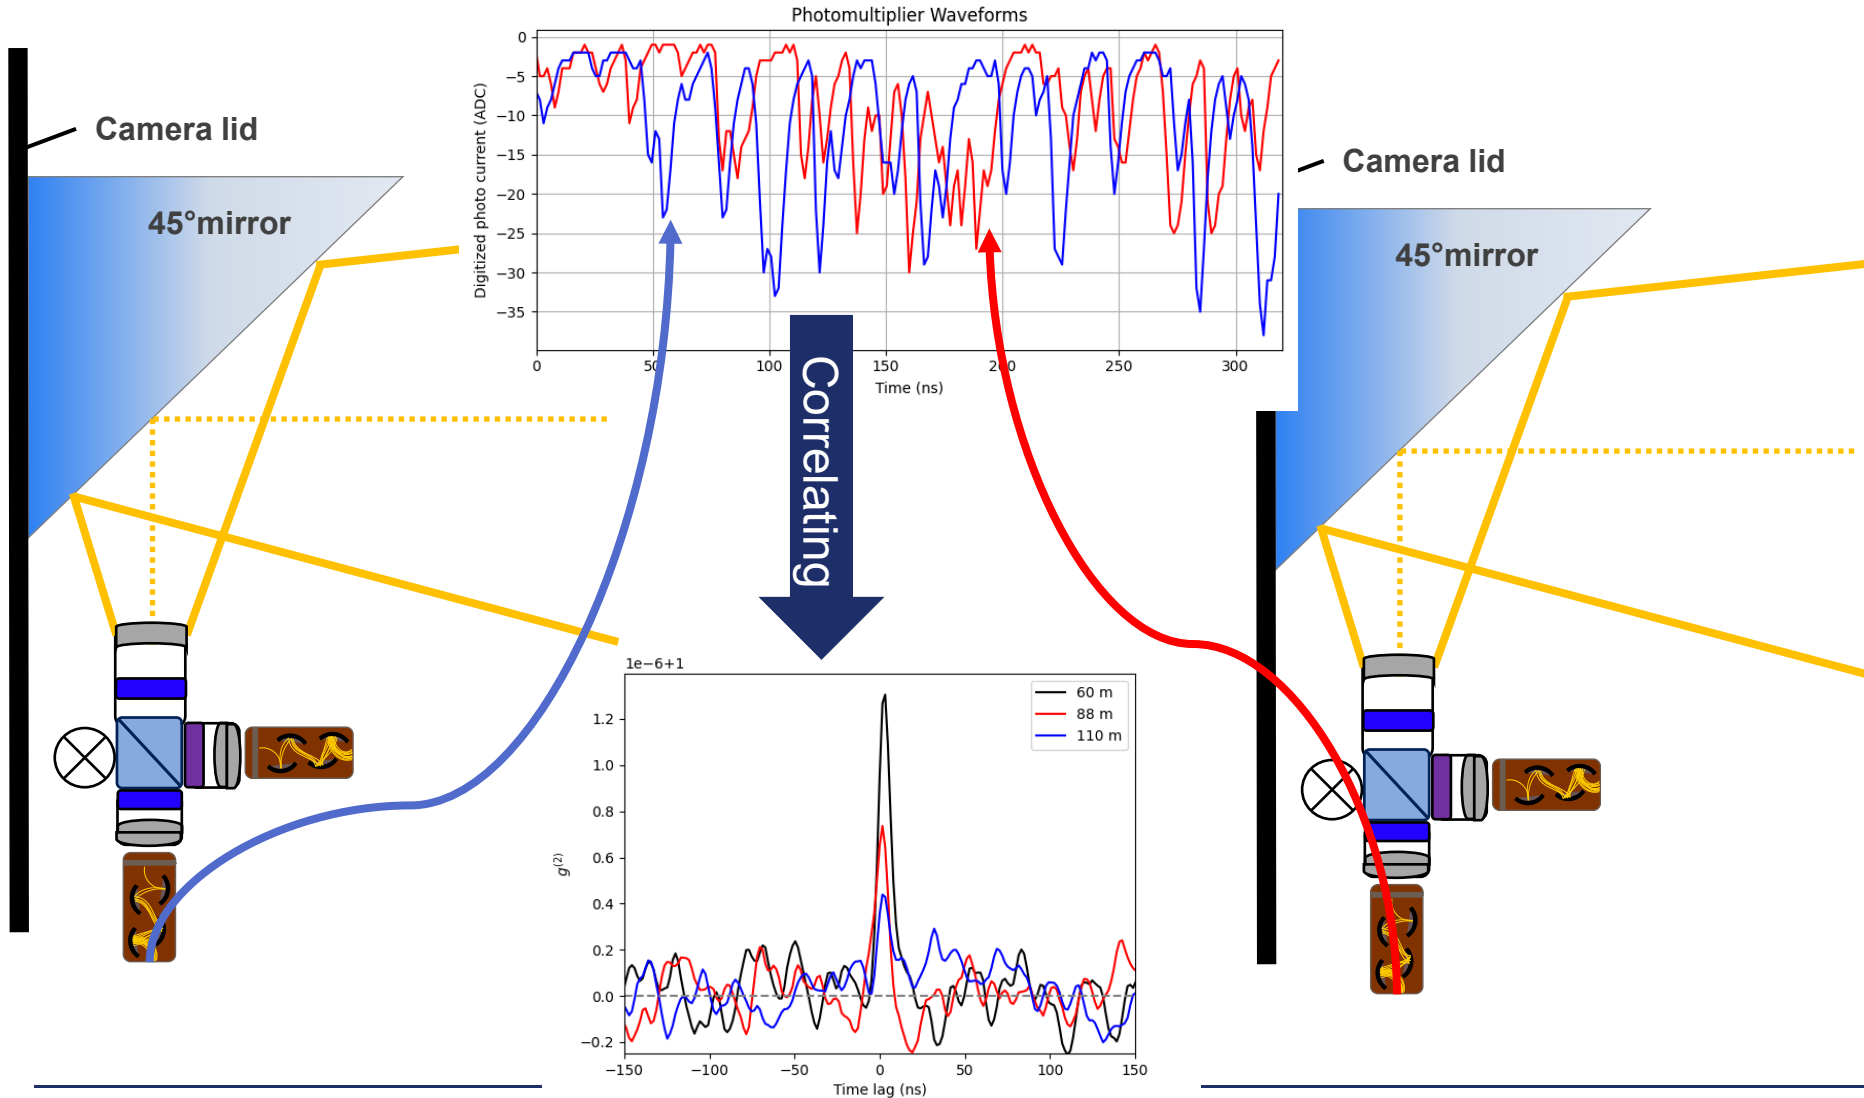 Photomultiplier Waveforms
Camera lid
45°mirror
Digitized photo current (ADC)
0
−5
−10
−15
−20
−25
−30
−35
0
50
100
150
200
250
300
Time (ns)
Camera lid
45°mirror
Correlating
1e−6+1
60 m
88 m
110 m
g(2)
1.2
1.0
0.8
0.6
0.4
0.2
0.0
−0.2
−150
−100
−50
0
50
100
150
Time lag (ns)